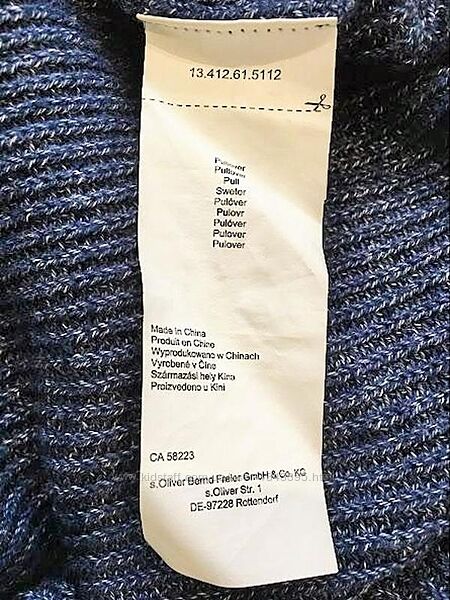 13.412.61.5112
Pullover
Pullover
Pull
Sweter
Pulóver
Pulovr
Pulóver
Pulover
Pulover
Made in China
Produit en Chine
Wyprodukowano w Chinach
Vyrobené v Číne
Származási hely Kína
Proizvedeno u Kini
CA 58223
s.Oliver Bernd Freier GmbH & Co. KG
s.Oliver Str. 1
DE-97228 Rottendorf